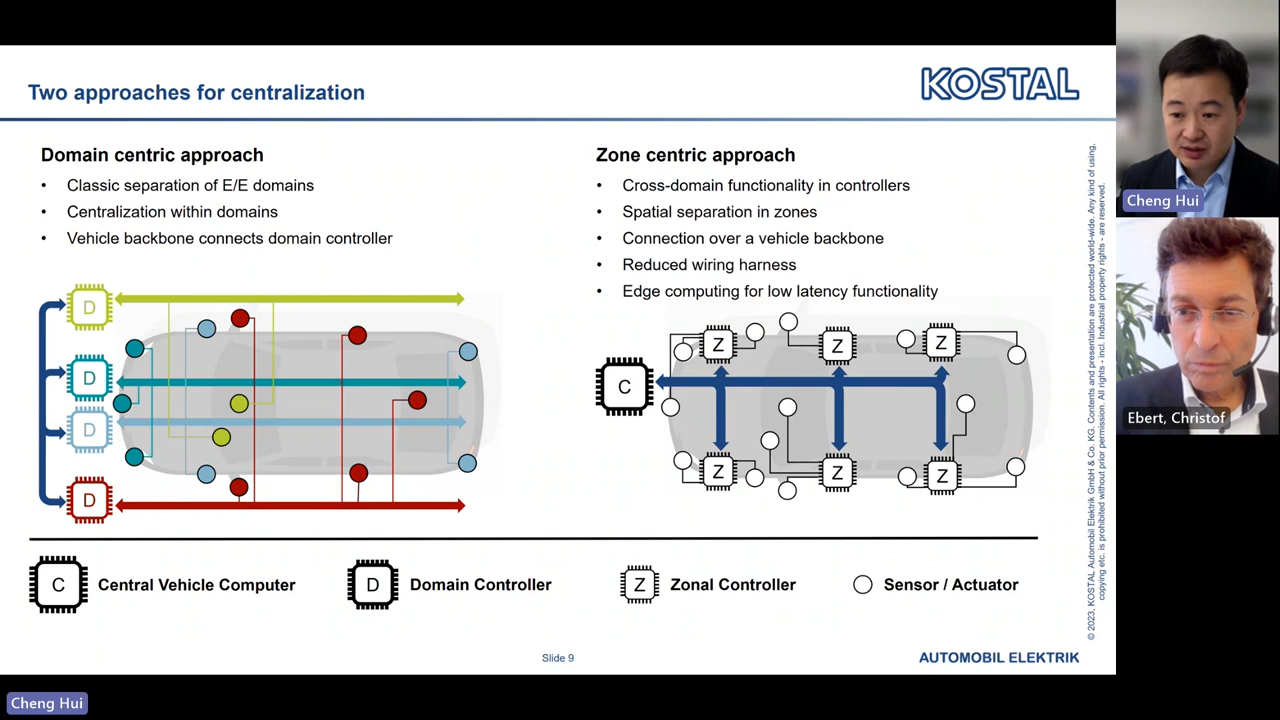 Two approaches for centralization
KOSTAL
Domain centric approach
• Classic separation of E/E domains
• Centralization within domains
• Vehicle backbone connects domain controller
Zone centric approach
• Cross-domain functionality in controllers
• Spatial separation in zones
• Connection over a vehicle backbone
• Reduced wiring harness
• Edge computing for low latency functionality
D
D
D
D
C
Z
Z
Z
Z
Z
Z
C
Central Vehicle Computer
D
Domain Controller
Z
Zonal Controller
Sensor / Actuator
Slide 9
AUTOMOBIL ELEKTRIK
© 2023, KOSTAL Automobil Elektrik GmbH & Co. KG. Contents and presentation are protected world-wide. Any kind of using,
copying etc. is prohibited without prior permission. All rights - incl. Industrial property rights - are reserved.
Cheng Hui
Ebert, Christof
Cheng Hui